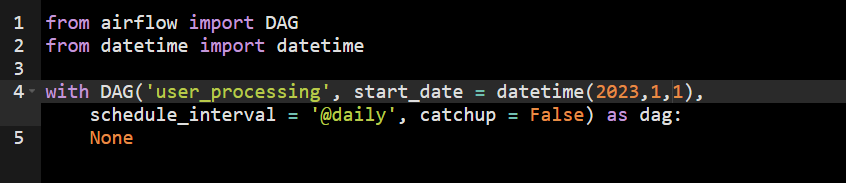 1 from airflow import DAG
2 from datetime import datetime
3
4 with DAG('user_processing', start_date = datetime(2023,1,1),
schedule_interval = '@daily', catchup = False) as dag:
5 None